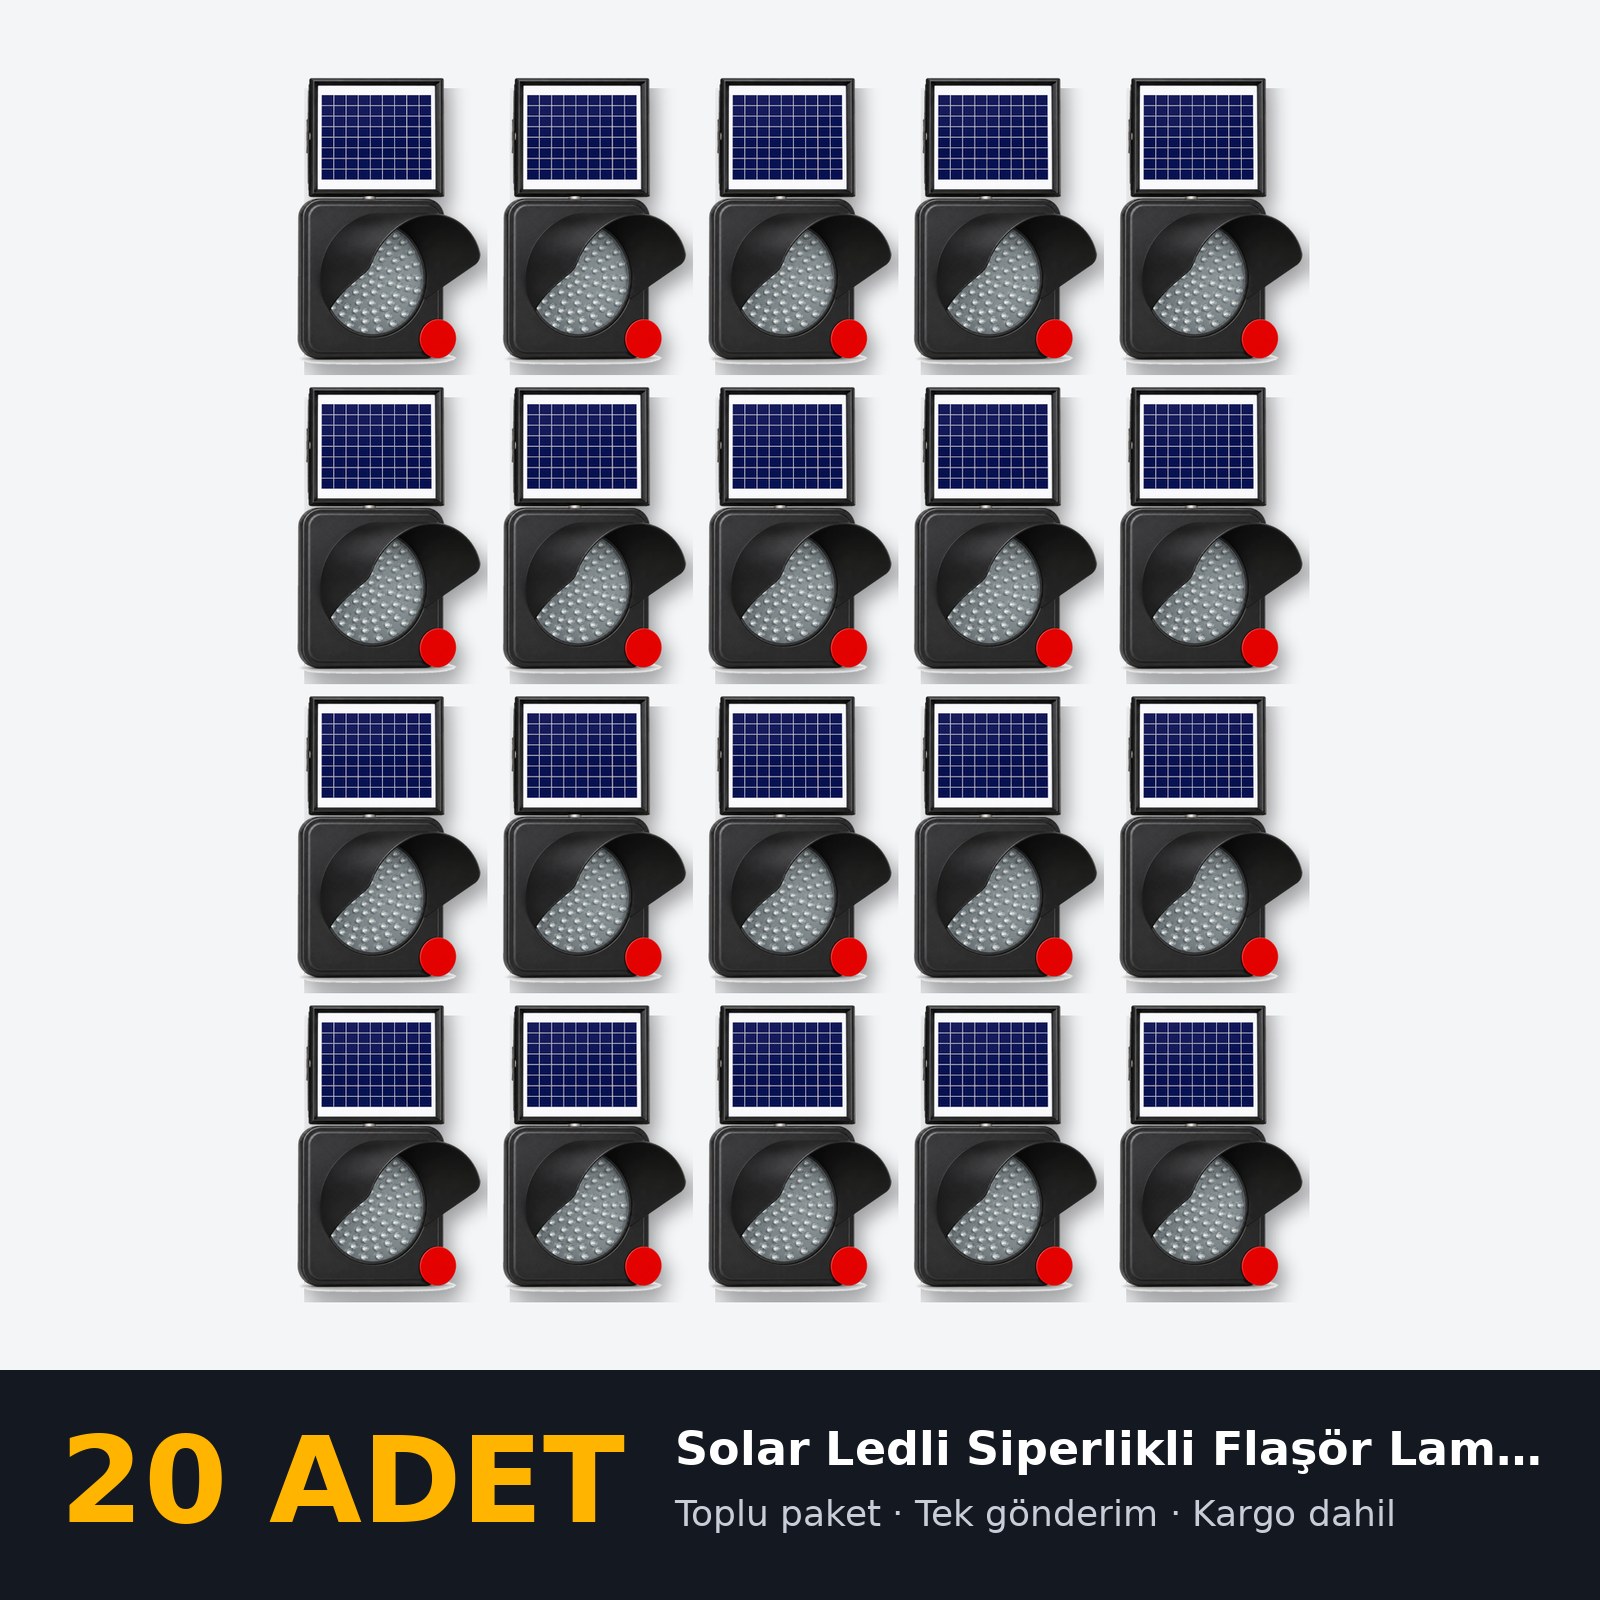 20 ADET
Solar Ledli Siperlikli Flaşör Lam...
Toplu paket · Tek gönderim · Kargo dahil